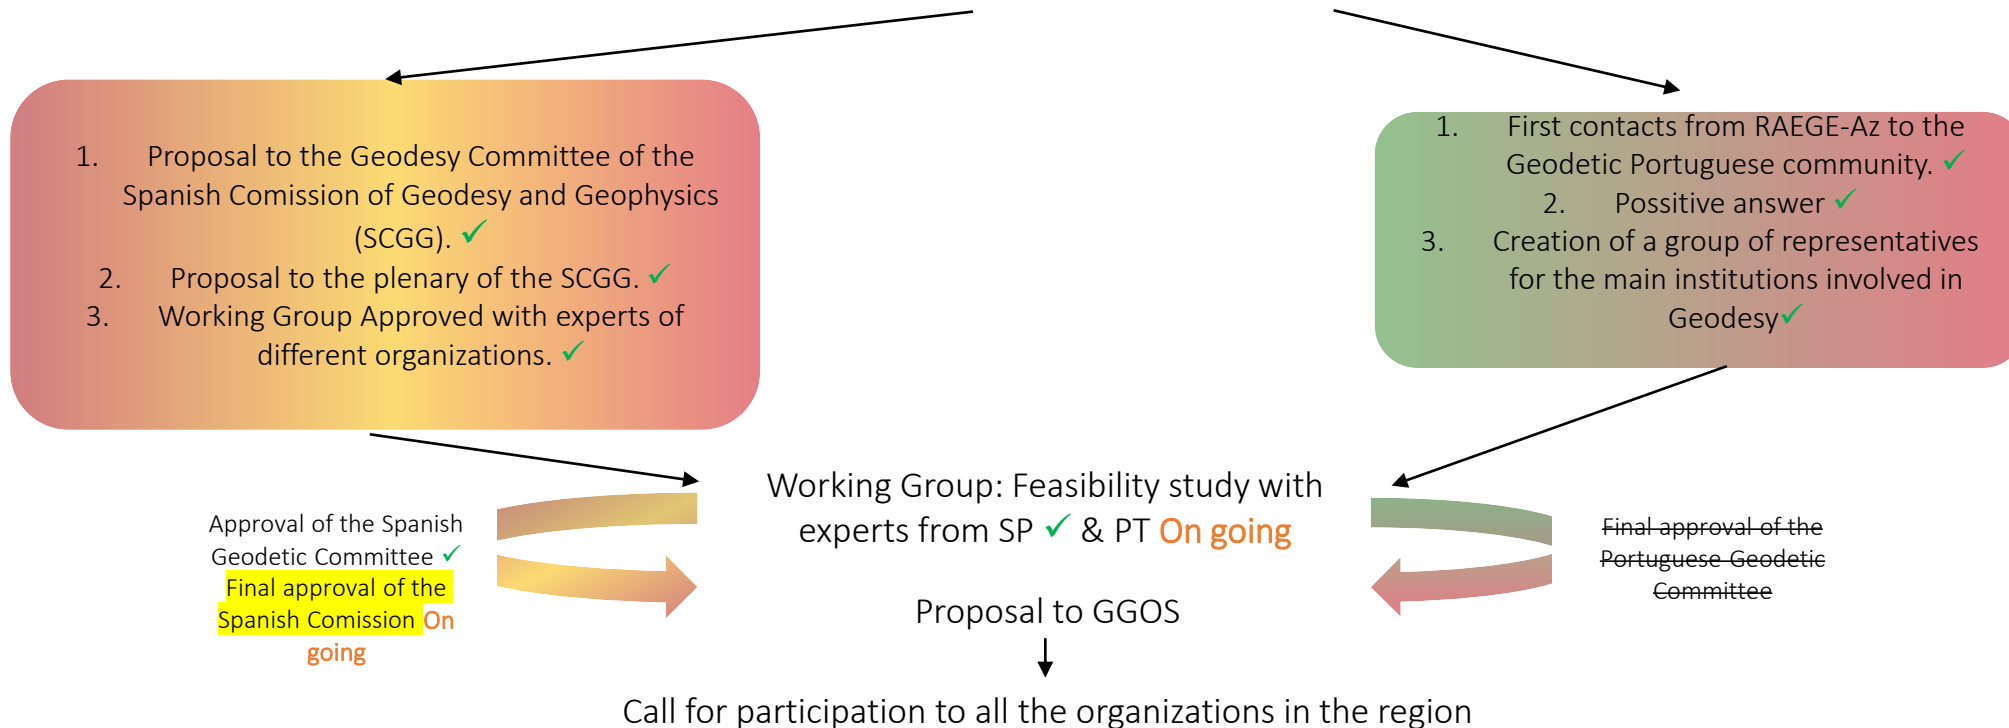 1. Proposal to the Geodesy Committee of the
Spanish Comission of Geodesy and Geophysics
(SCGG). ✓
2. Proposal to the plenary of the SCGG. ✓
3. Working Group Approved with experts of
different organizations. ✓
1. First contacts from RAEGE-Az to the
Geodetic Portuguese community. ✓
2. Possitive answer ✓
3. Creation of a group of representatives
for the main institutions involved in
Geodesy✓
Approval of the Spanish
Geodetic Committee ✓
Final approval of the
Spanish Comission On
going
Working Group: Feasibility study with
experts from SP ✓ & PT On going
Final approval of the
Portuguese Geodetic
Committee
Proposal to GGOS
Call for participation to all the organizations in the region